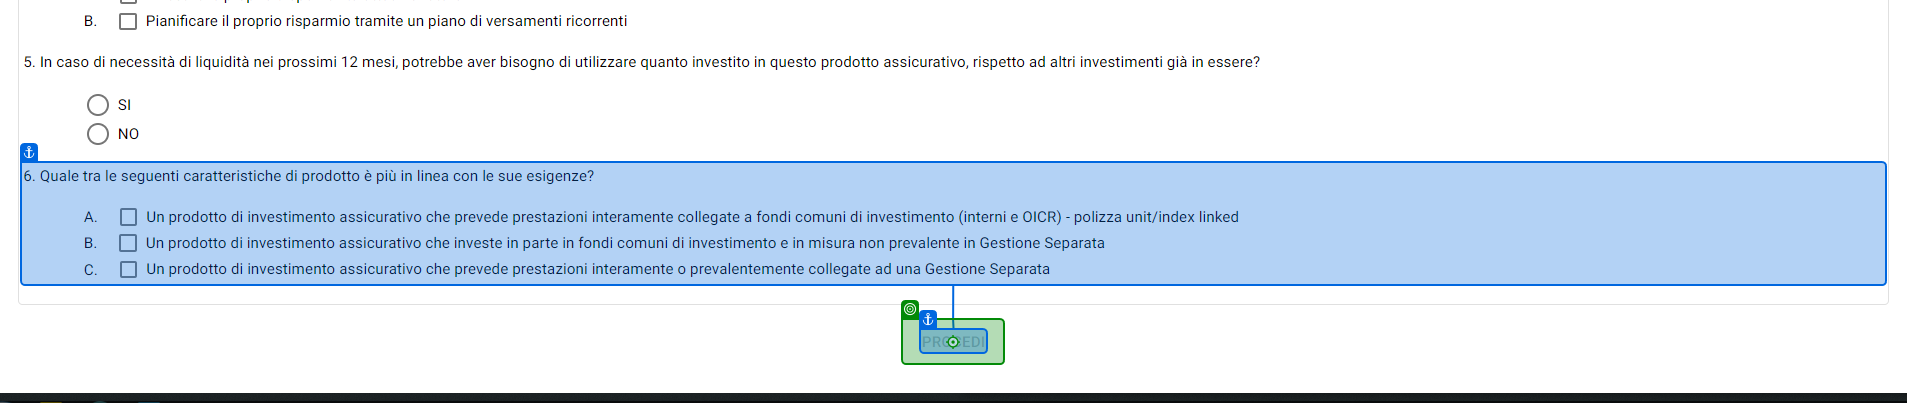 B. Pianificare il proprio risparmio tramite un piano di versamenti ricorrenti
5. In caso di necessità di liquidità nei prossimi 12 mesi, potrebbe aver bisogno di utilizzare quanto investito in questo prodotto assicurativo, rispetto ad altri investimenti già in essere?
SI
NO
6. Quale tra le seguenti caratteristiche di prodotto è più in linea con le sue esigenze?
A. Un prodotto di investimento assicurativo che prevede prestazioni interamente collegate a fondi comuni di investimento (interni e OICR) - polizza unit/index linked
B. Un prodotto di investimento assicurativo che investe in parte in fondi comuni di investimento e in misura non prevalente in Gestione Separata
C. Un prodotto di investimento assicurativo che prevede prestazioni interamente o prevalentemente collegate ad una Gestione Separata
PROCEDI